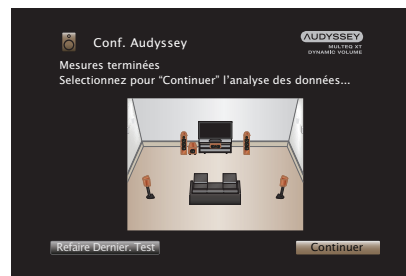 Conf. Audyssey
AUDYSSEY
MULTEQ XT
DYNAMIC VOLUME
Mesures terminées
Selectionnez pour “Continuer” l’analyse des données...
Refaire Dernier. Test
Continuer